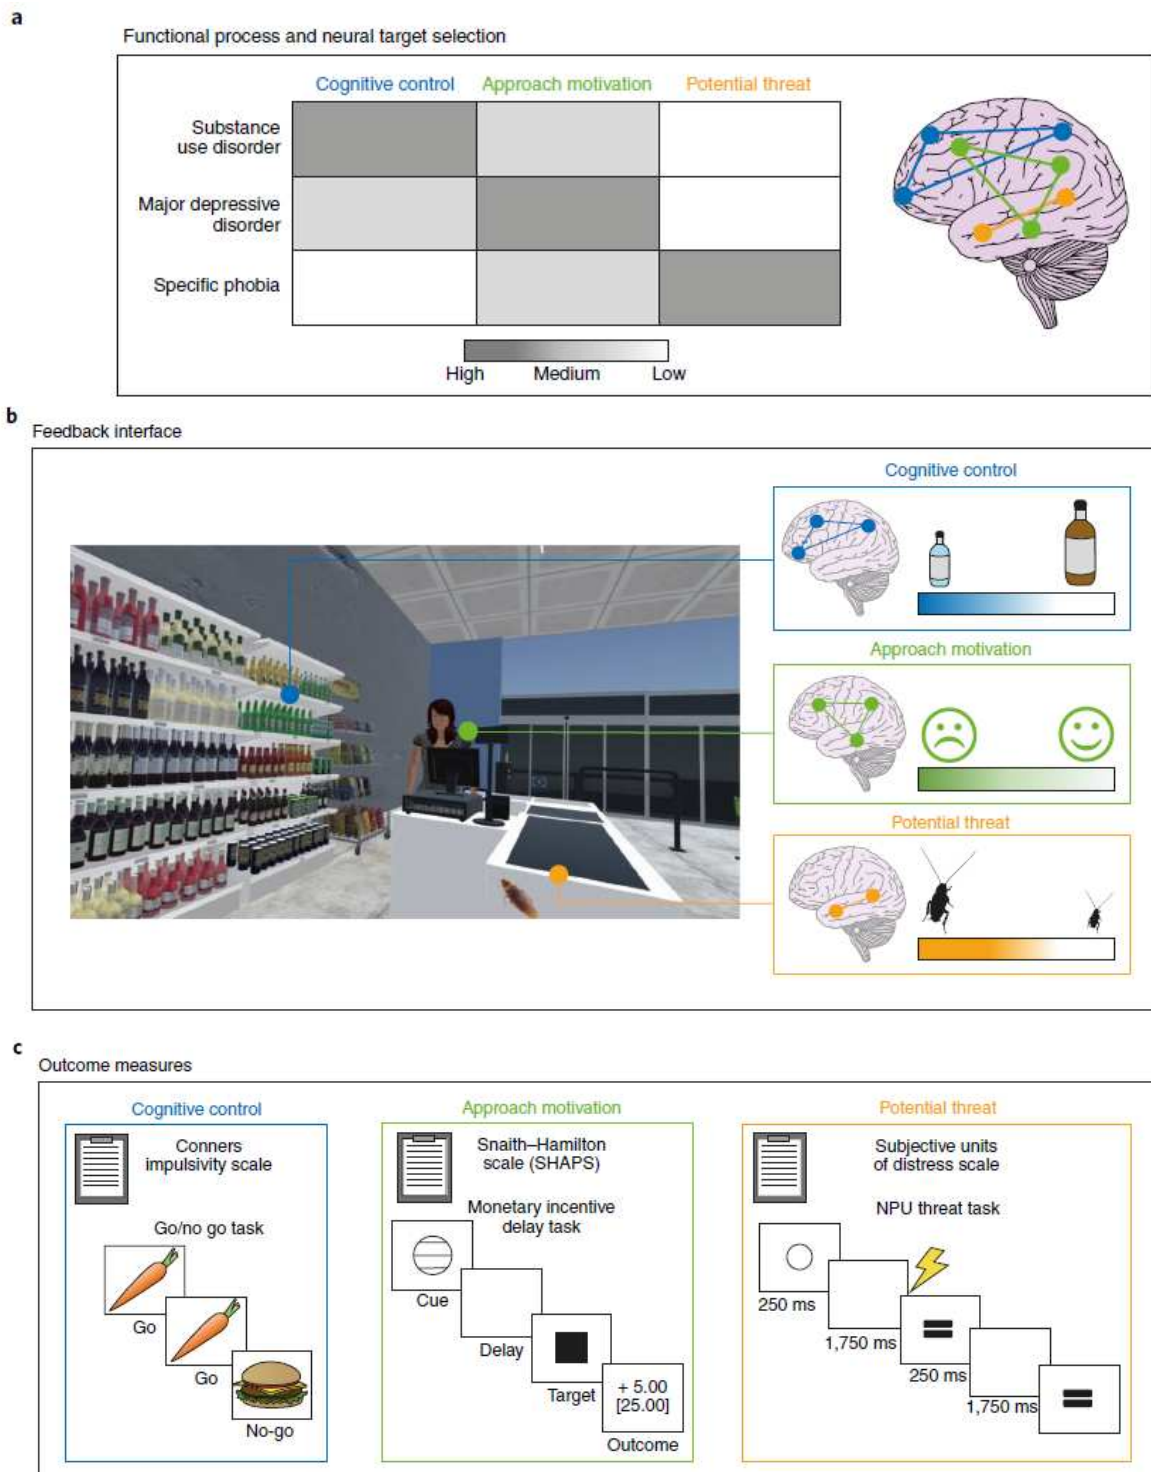 a
Functional process and neural target selection
Cognitive control Approach motivation Potential threat
Substance
use disorder
Major depressive
disorder
Specific phobia
High Medium Low
b
Feedback interface
Cognitive control
Approach motivation
Potential threat
c
Outcome measures
Cognitive control
Conners
impulsivity scale
Go/no go task
Go
Go
No-go
Approach motivation
Snaith–Hamilton
scale (SHAPS)
Monetary incentive
delay task
Cue
Delay
Target
+ 5.00
[25.00]
Outcome
Potential threat
Subjective units
of distress scale
NPU threat task
250 ms
1,750 ms
250 ms
1,750 ms